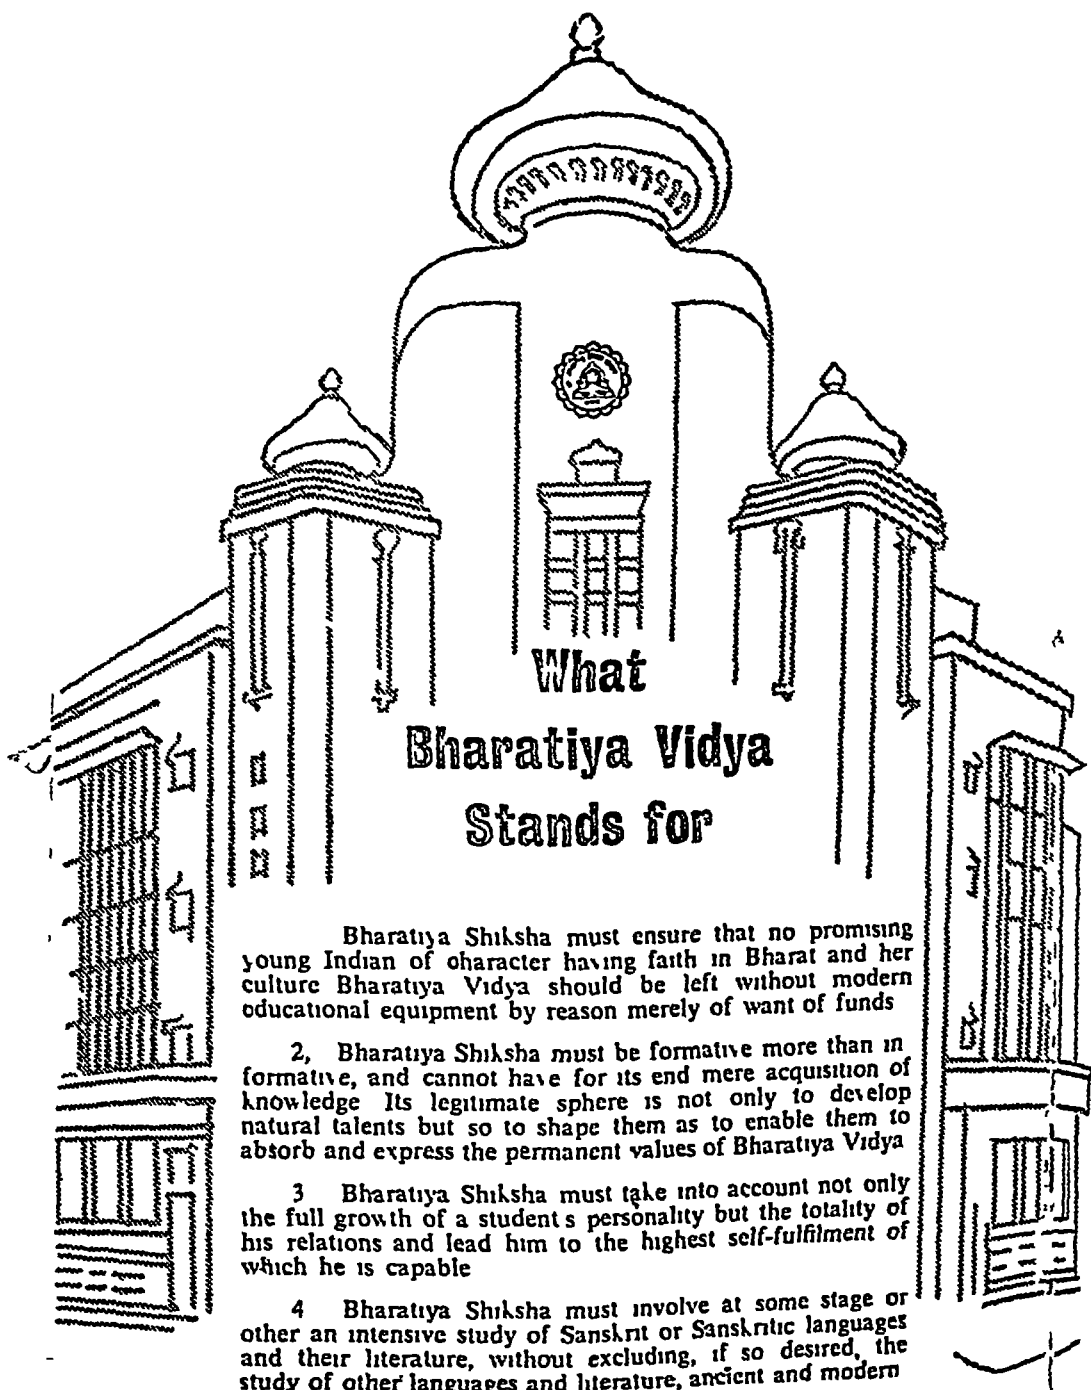 What
Bharatiya Vidya
Stands for
Bharatiya Shiksha must ensure that no promising
young Indian of oharacter having faith in Bharat and her
culture Bharatiya Vidya should be left without modern
educational equipment by reason merely of want of funds
2, Bharatiya Shiksha must be formative more than in
formative, and cannot have for its end mere acquisition of
knowledge Its legitimate sphere is not only to develop
natural talents but so to shape them as to enable them to
absorb and express the permanent values of Bharatiya Vidya
3 Bharatiya Shiksha must take into account not only
the full growth of a student s personality but the totality of
his relations and lead him to the highest self-fulfilment of
which he is capable
4 Bharatiya Shiksha must involve at some stage or
other an intensive study of Sanskrit or Sanskritic languages
and their literature, without excluding, if so desired, the
study of other languages and literature, ancient and modern